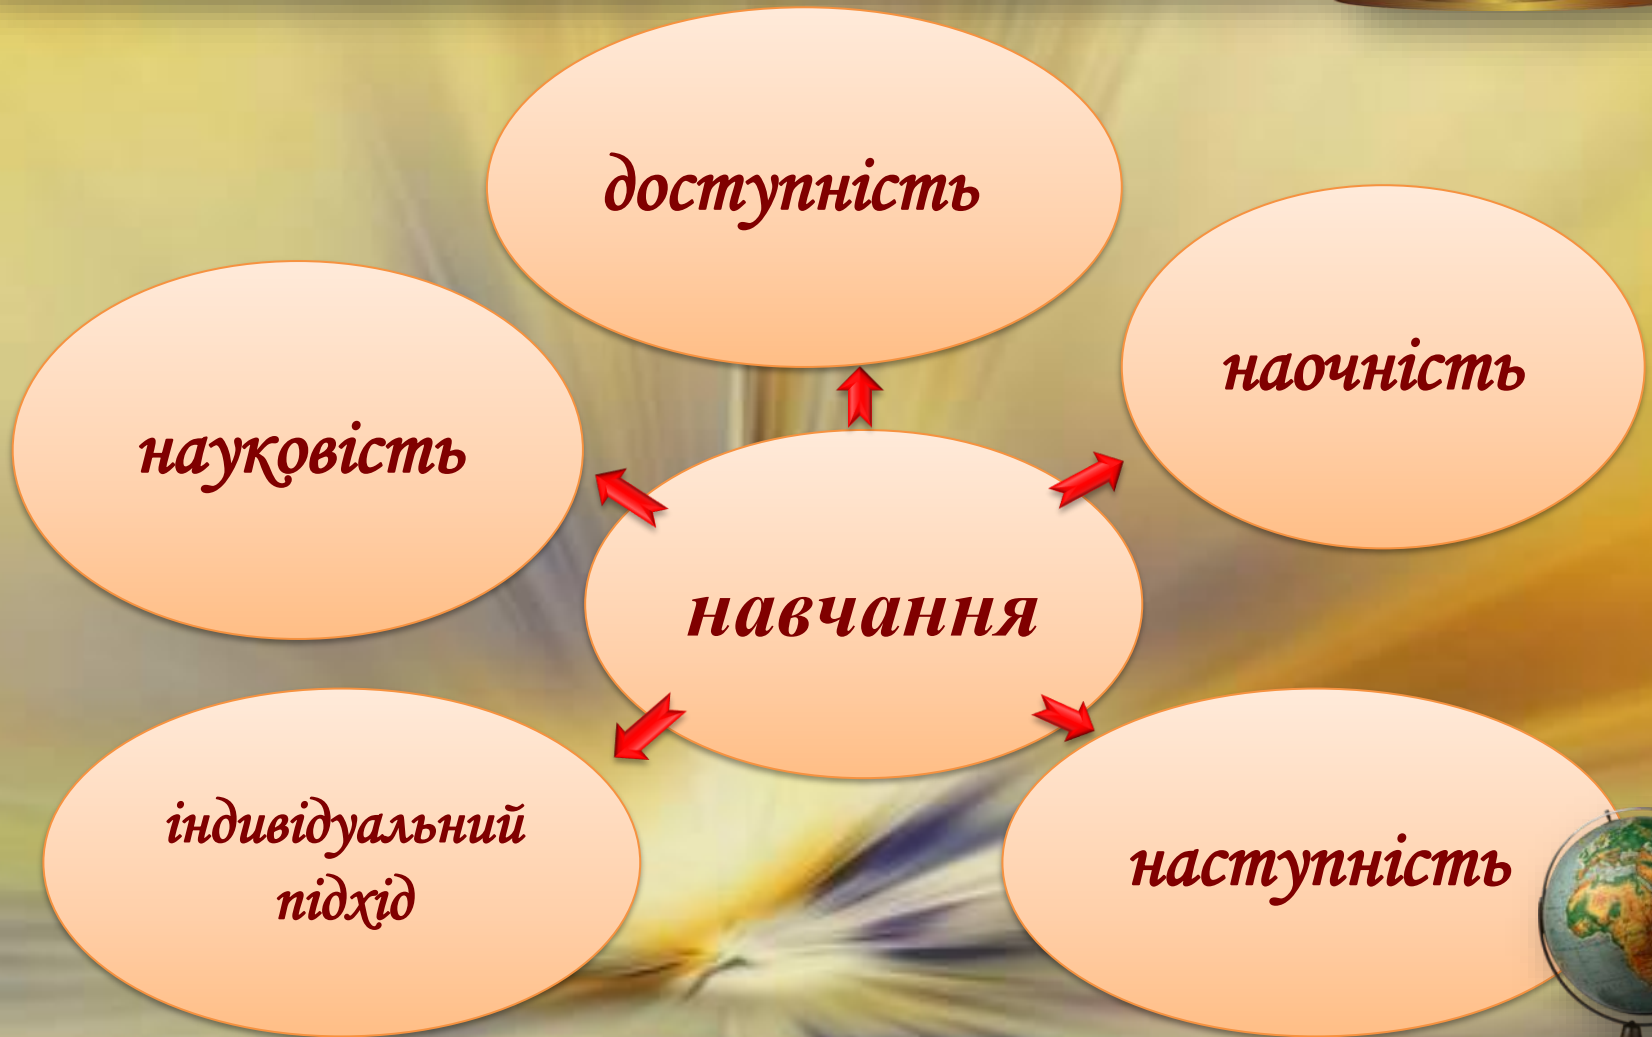 доступність
наочність
науковість
навчання
індивідуальний
підхід
наступність